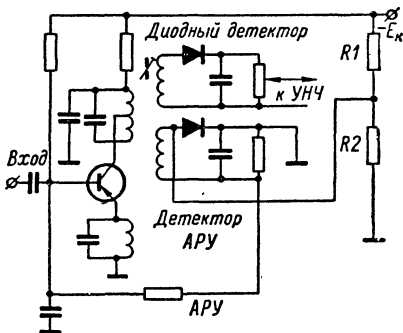 Диодный детектор
-Eк
R1
к УНЧ
Вход
R2
Детектор
АРУ
АРУ